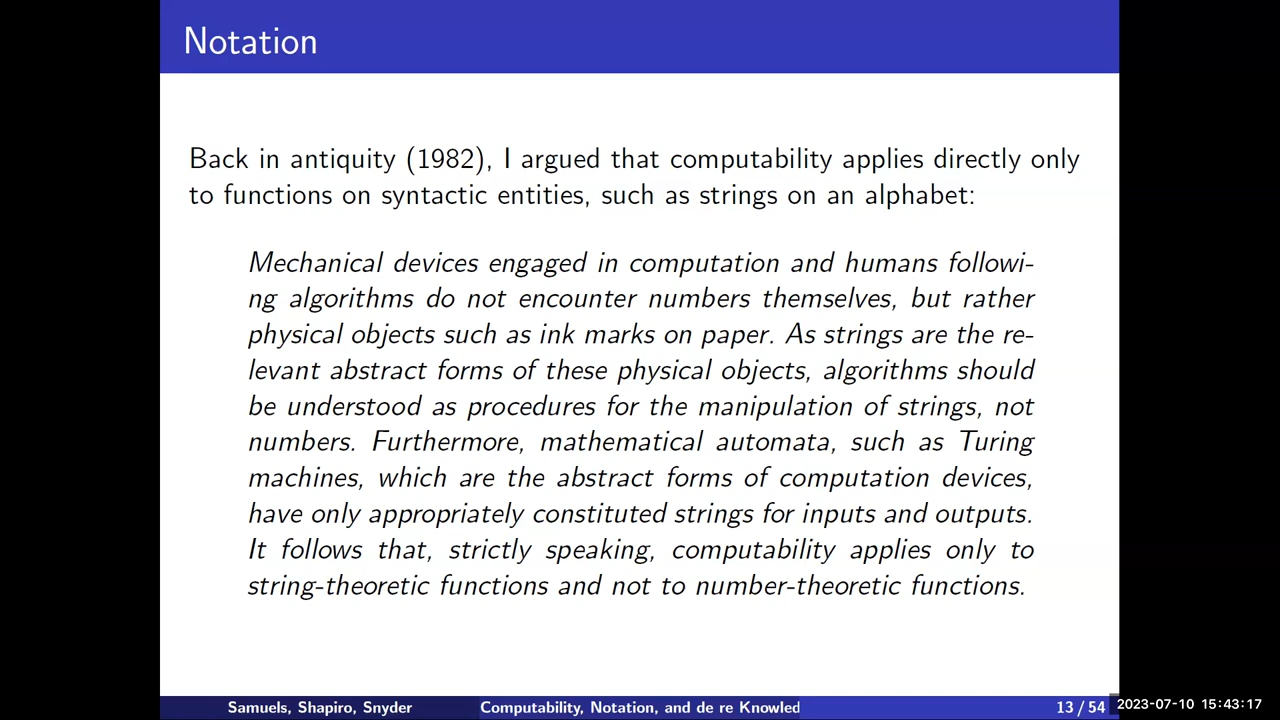 Notation
Back in antiquity (1982), I argued that computability applies directly only
to functions on syntactic entities, such as strings on an alphabet:
Mechanical devices engaged in computation and humans followi-
ng algorithms do not encounter numbers themselves, but rather
physical objects such as ink marks on paper. As strings are the re-
levant abstract forms of these physical objects, algorithms should
be understood as procedures for the manipulation of strings, not
numbers. Furthermore, mathematical automata, such as Turing
machines, which are the abstract forms of computation devices,
have only appropriately constituted strings for inputs and outputs.
It follows that, strictly speaking, computability applies only to
string-theoretic functions and not to number-theoretic functions.
Samuels, Shapiro, Snyder Computability, Notation, and de re Knowled 13 / 54
2023-07-10 15:43:17